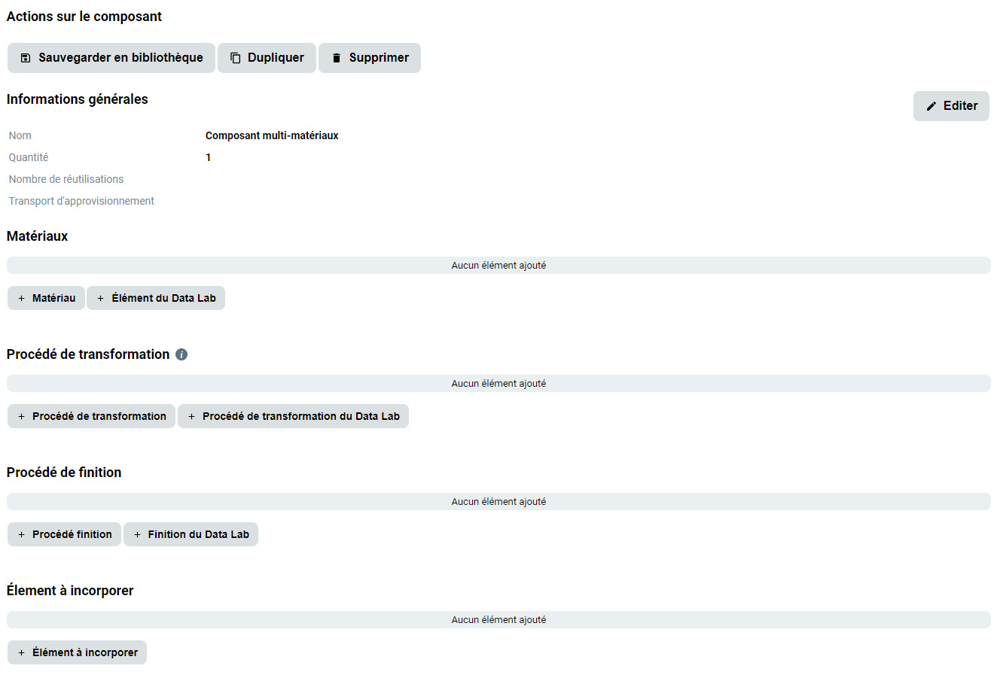 Actions sur le composant
Sauvegarder en bibliothèque Dupliquer Supprimer
Informations générales
Editer
Nom Composant multi-matériaux
Quantité 1
Nombre de réutilisations
Transport d'approvisionnement
Matériaux
Aucun élément ajouté
+ Matériau + Élément du Data Lab
Procédé de transformation i
Aucun élément ajouté
+ Procédé de transformation + Procédé de transformation du Data Lab
Procédé de finition
Aucun élément ajouté
+ Procédé finition + Finition du Data Lab
Élement à incorporer
Aucun élément ajouté
+ Élément à incorporer